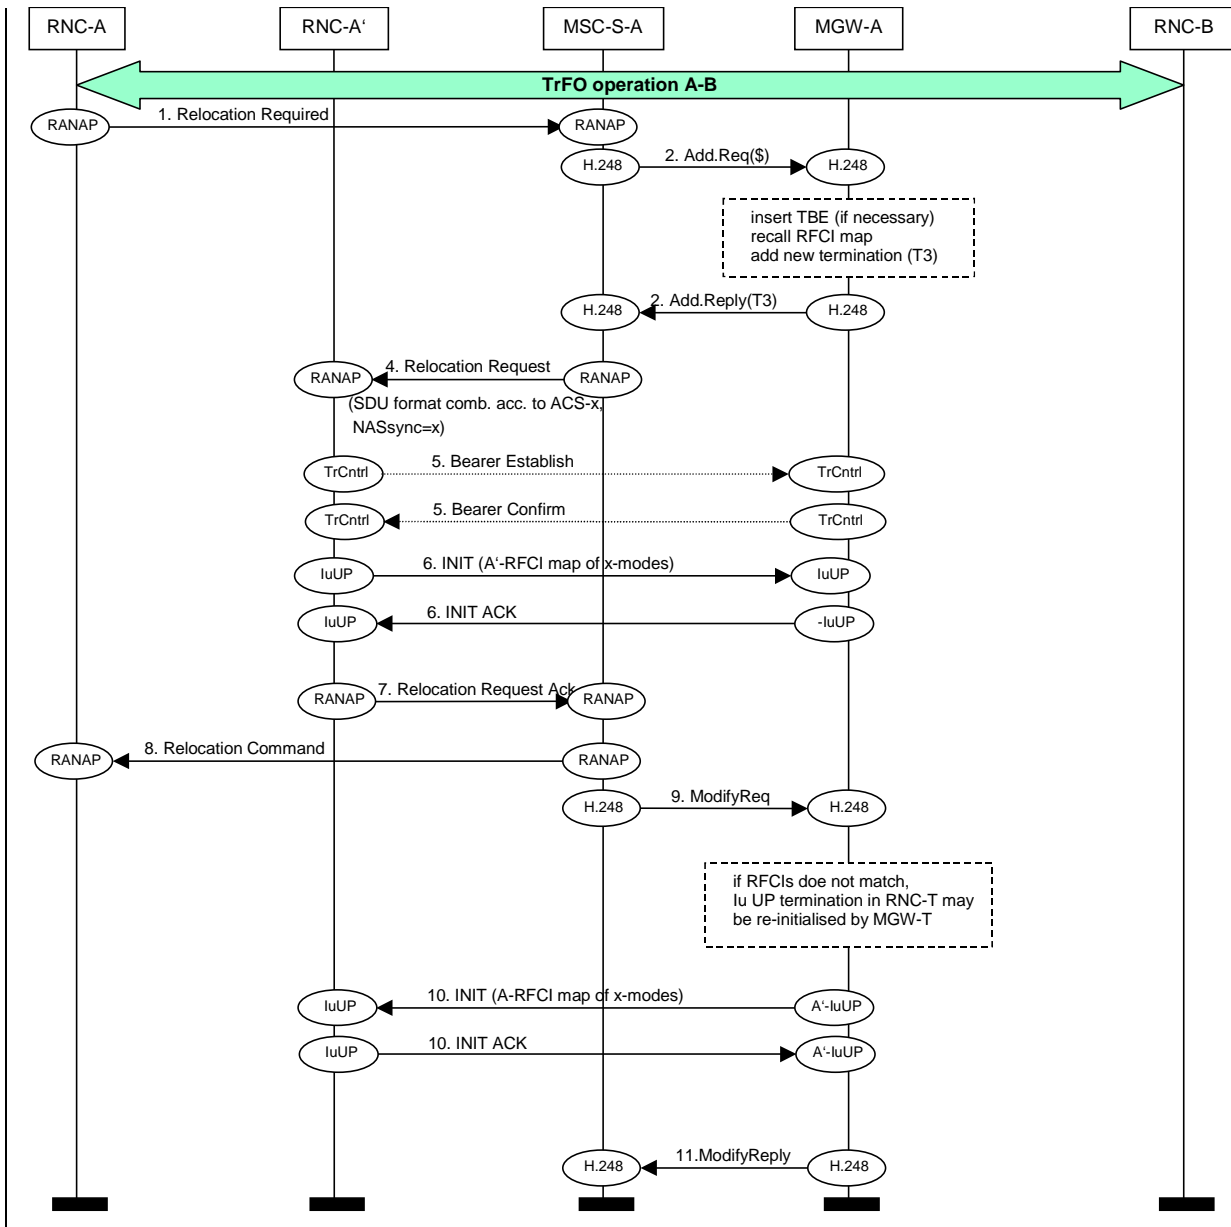 RNC-A RNC-A‘ MSC-S-A MGW-A RNC-B
TrFO operation A-B
RANAP 1. Relocation Required RANAP
H.248 2. Add.Req($) H.248
insert TBE (if necessary)
recall RFCI map
add new termination (T3)
H.248 2. Add.Reply(T3) H.248
RANAP 4. Relocation Request RANAP
(SDU format comb. acc. to ACS-x,
NASsync=x)
TrCntrl 5. Bearer Establish TrCntrl
TrCntrl 5. Bearer Confirm TrCntrl
IuUP 6. INIT (A‘-RFCI map of x-modes) IuUP
IuUP 6. INIT ACK -IuUP
RANAP 7. Relocation Request Ack RANAP
RANAP 8. Relocation Command RANAP
H.248 9. ModifyReq H.248
if RFCIs doe not match,
Iu UP termination in RNC-T may
be re-initialised by MGW-T
IuUP 10. INIT (A-RFCI map of x-modes) A‘-IuUP
IuUP 10. INIT ACK A‘-IuUP
H.248 11.ModifyReply H.248